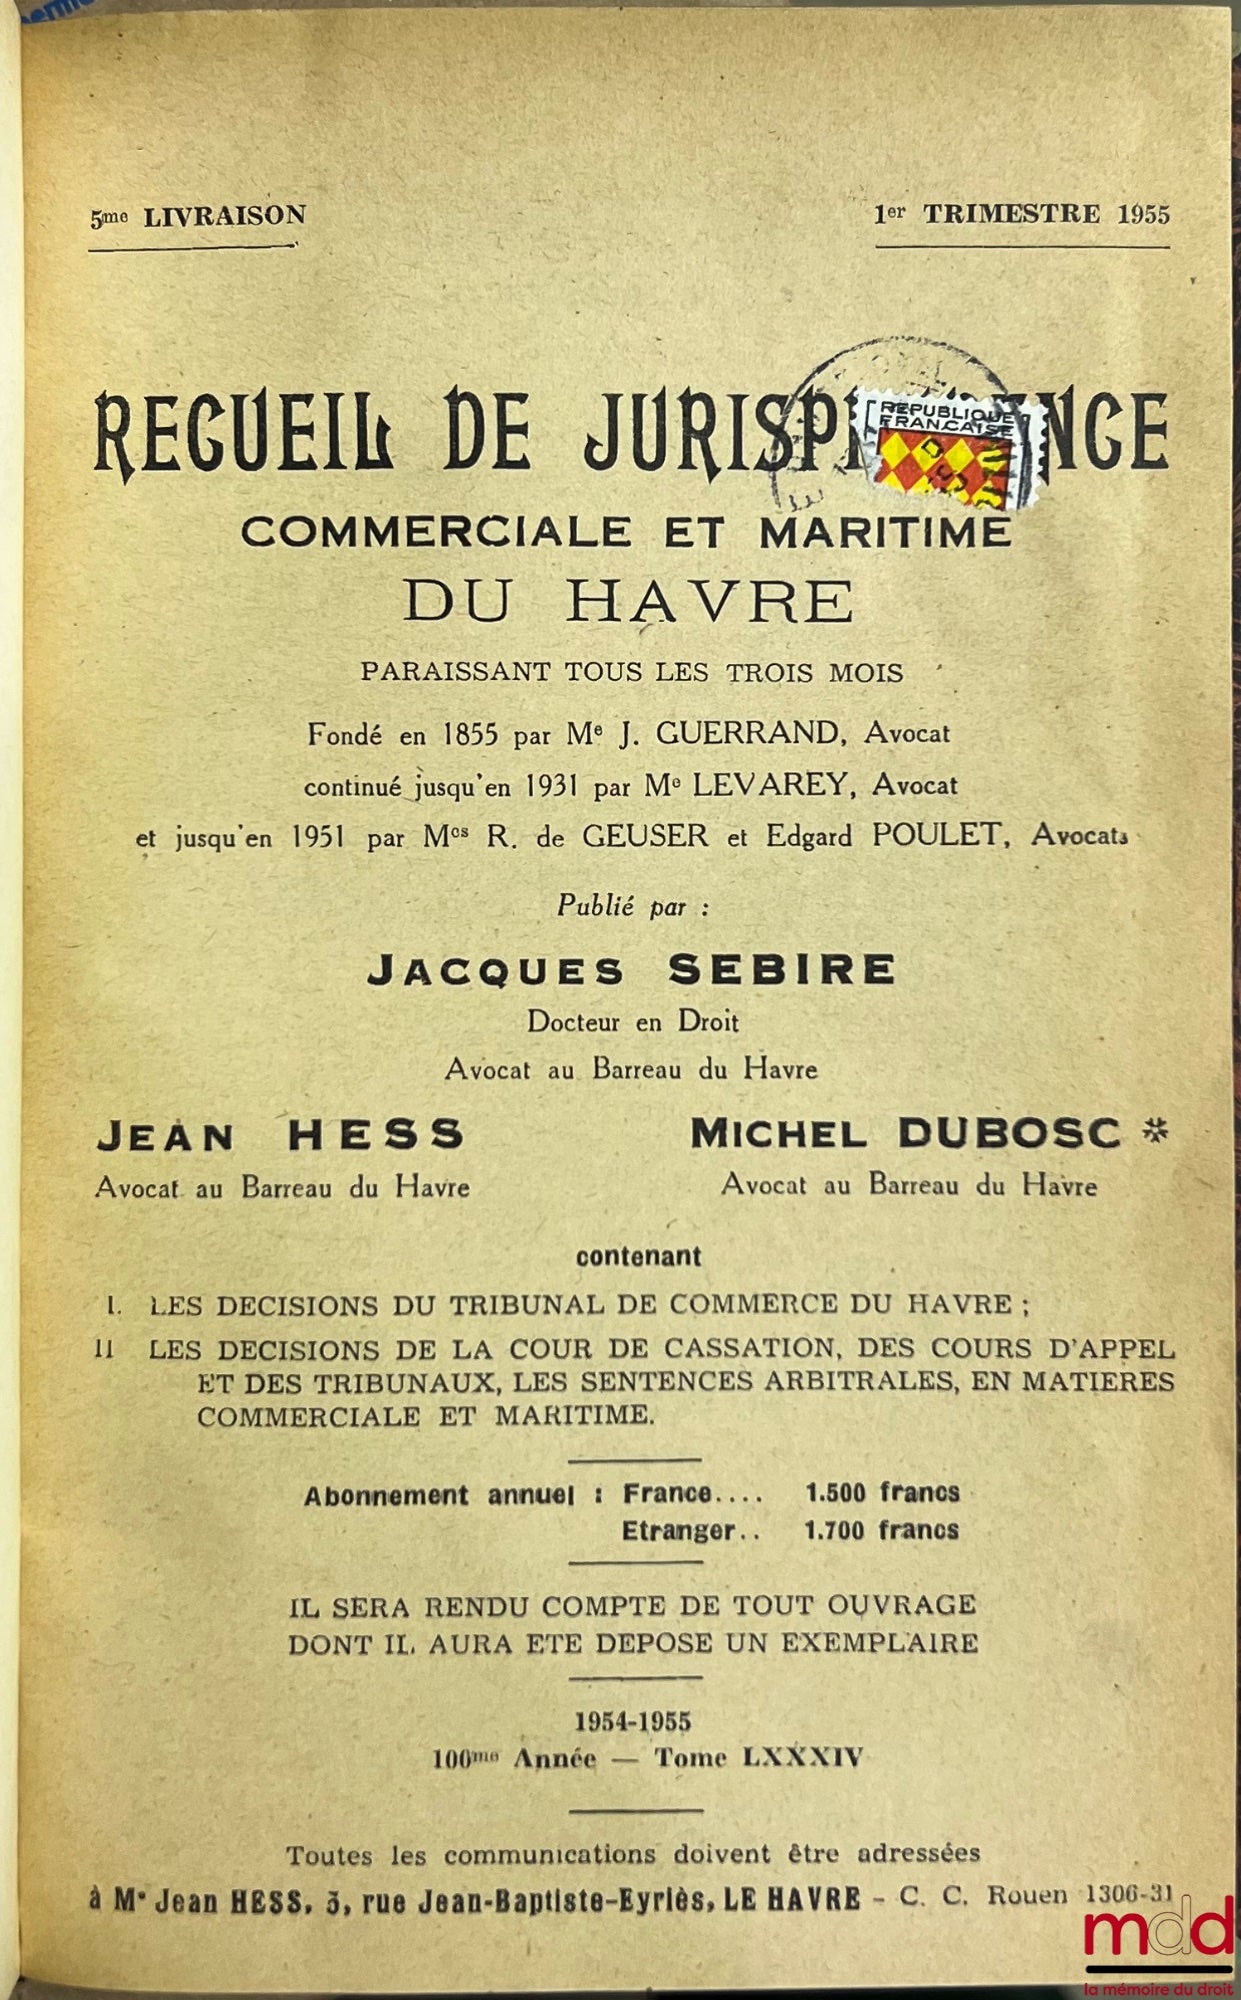 5me LIVRAISON
1er TRIMESTRE 1955
RECUEIL DE
RÉPUBLIQUE
FRANÇAISE
COMMERCIALE ET MARITIME
DU HAVRE
PARAISSANT TOUS LES TROIS MOIS
Fondé en 1855 par Me J. GUERRAND, Avocat
continué jusqu'en 1931 par Me LEVAREY, Avocat
et jusqu'en 1951 par Mes R. de GEUSER et Edgard POULET, Avocats
Publié par :
JACQUES SEBIRE
Docteur en Droit
Avocat au Barreau du Havre
JEAN HESS
MICHEL DUBOSC *
Avocat au Barreau du Havre
Avocat au Barreau du Havre
contenant
I. LES DECISIONS DU TRIBUNAL DE COMMERCE DU HAVRE ;
II LES DECISIONS DE LA COUR DE CASSATION, DES COURS D'APPEL
ET DES TRIBUNAUX, LES SENTENCES ARBITRALES, EN MATIERES
COMMERCIALE ET MARITIME.
Abonnement annuel : France.... 1.500 francs
Etranger.. 1.700 francs
IL SERA RENDU COMPTE DE TOUT OUVRAGE
DONT IL AURA ETE DEPOSE UN EXEMPLAIRE
1954-1955
100me Année — Tome LXXXIV
Toutes les communications doivent être adressées
à Me Jean HESS, 3, rue Jean-Baptiste-Eyriès, LE HAVRE - C. C. Rouen 1306-31
mdd
la mémoire du droit